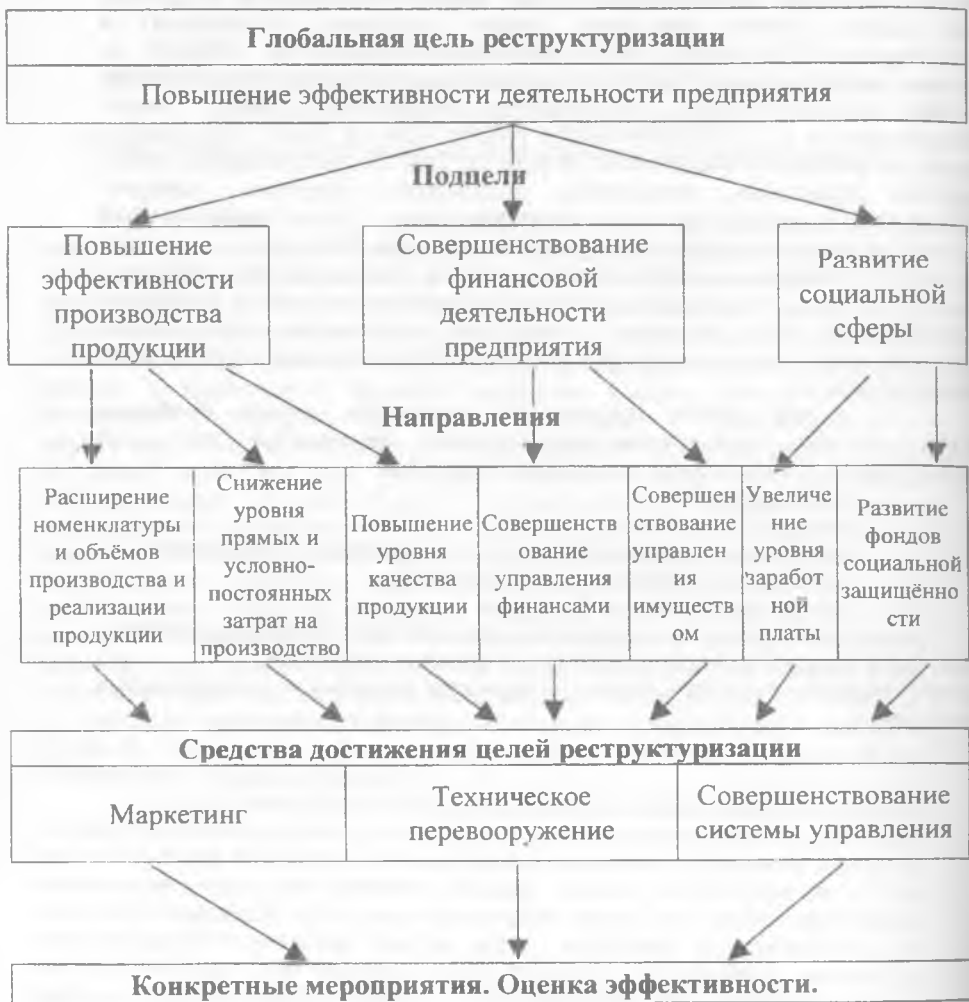 Глобальная цель реструктуризации
Повышение эффективности деятельности предприятия
Подцели
Повышение
эффективности
производства
продукции
Совершенствование
финансовой
деятельности
предприятия
Развитие
социальной
сферы
Направления
Расширение
номенклатуры
и объёмов
производства и
реализации
продукции
Снижение
уровня
прямых и
условно-
постоянных
затрат на
производство
Повышение
уровня
качества
продукции
Совершенств
ование
управления
финансами
Совершен
ствование
управлен
ия
имуществ
ом
Увеличе
ние
уровня
заработ
ной
платы
Развитие
фондов
социальной
защищённо
сти
Средства достижения целей реструктуризации
Маркетинг
Техническое
перевооружение
Совершенствование
системы управления
Конкретные мероприятия. Оценка эффективности.